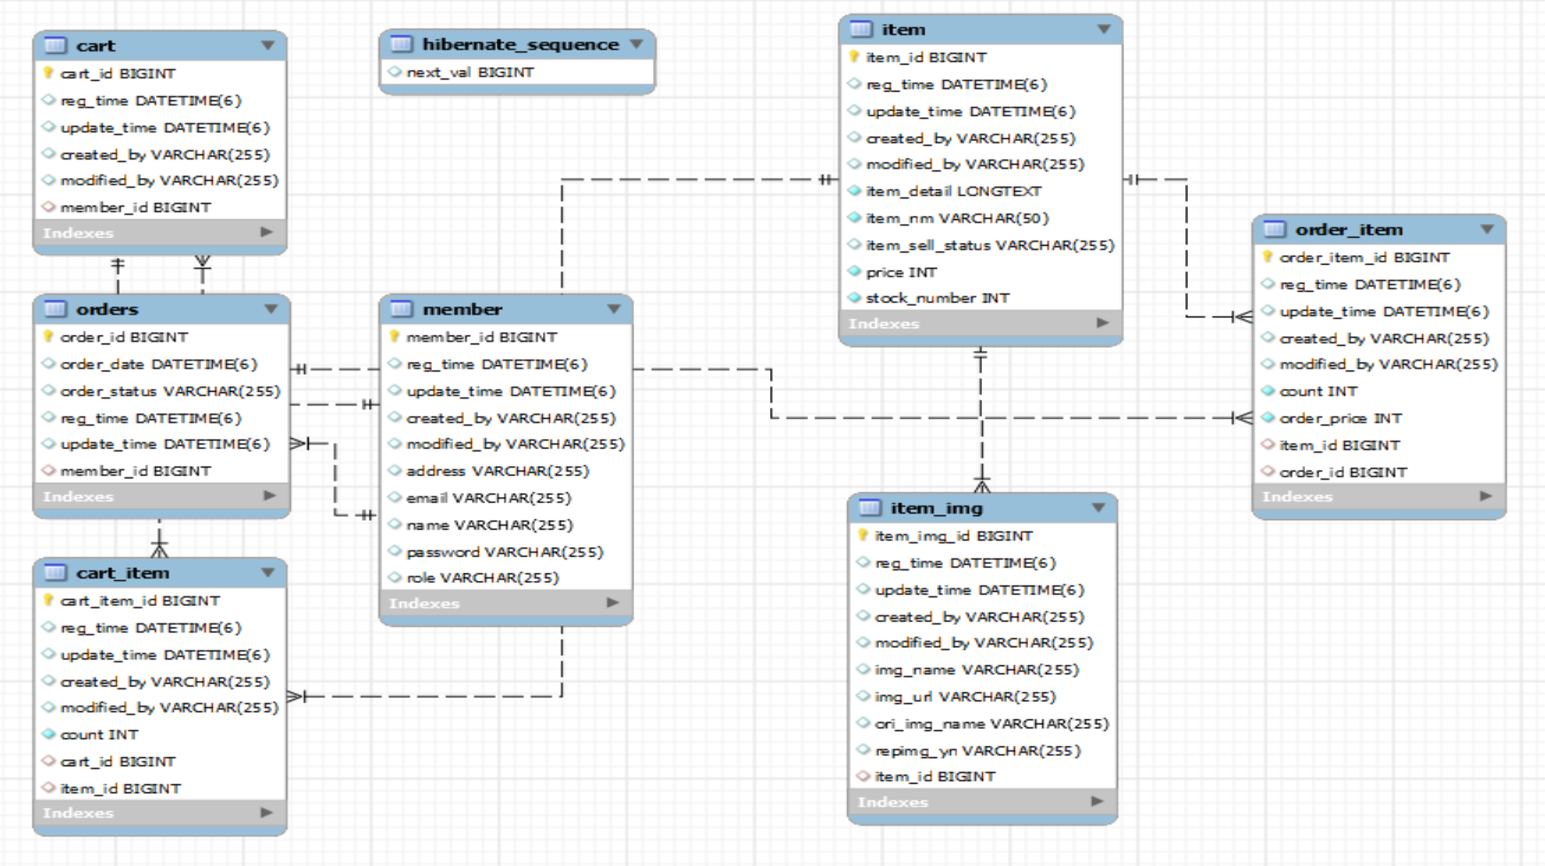 cart
cart_id BIGINT
reg_time DATETIME(6)
update_time DATETIME(6)
created_by VARCHAR(255)
modified_by VARCHAR(255)
member_id BIGINT
Indexes
hibernate_sequence
next_val BIGINT
item
item_id BIGINT
reg_time DATETIME(6)
update_time DATETIME(6)
created_by VARCHAR(255)
modified_by VARCHAR(255)
item_detail LONGTEXT
item_nm VARCHAR(50)
item_sell_status VARCHAR(255)
price INT
stock_number INT
Indexes
order_item
order_item_id BIGINT
reg_time DATETIME(6)
update_time DATETIME(6)
created_by VARCHAR(255)
modified_by VARCHAR(255)
count INT
order_price INT
item_id BIGINT
order_id BIGINT
Indexes
orders
order_id BIGINT
order_date DATETIME(6)
order_status VARCHAR(255)
reg_time DATETIME(6)
update_time DATETIME(6)
member_id BIGINT
Indexes
member
member_id BIGINT
reg_time DATETIME(6)
update_time DATETIME(6)
created_by VARCHAR(255)
modified_by VARCHAR(255)
address VARCHAR(255)
email VARCHAR(255)
name VARCHAR(255)
password VARCHAR(255)
role VARCHAR(255)
Indexes
cart_item
cart_item_id BIGINT
reg_time DATETIME(6)
update_time DATETIME(6)
created_by VARCHAR(255)
modified_by VARCHAR(255)
count INT
cart_id BIGINT
item_id BIGINT
Indexes
item_img
item_img_id BIGINT
reg_time DATETIME(6)
update_time DATETIME(6)
created_by VARCHAR(255)
modified_by VARCHAR(255)
img_name VARCHAR(255)
img_url VARCHAR(255)
ori_img_name VARCHAR(255)
repimg_yn VARCHAR(255)
item_id BIGINT
Indexes